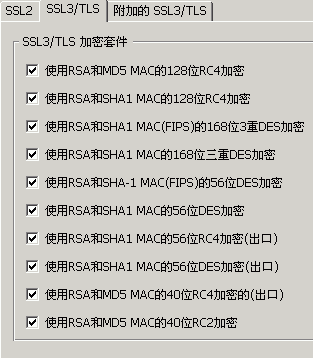 SSL2 SSL3/TLS 附加的 SSL3/TLS
SSL3/TLS 加密套件
使用RSA和MD5 MAC的128位RC4加密
使用RSA和SHA1 MAC的128位RC4加密
使用RSA和SHA1 MAC(FIPS)的168位3重DES加密
使用RSA和SHA1 MAC的168位三重DES加密
使用RSA和SHA-1 MAC(FIPS)的56位DES加密
使用RSA和SHA1 MAC的56位DES加密
使用RSA和SHA1 MAC的56位RC4加密(出口)
使用RSA和SHA1 MAC的56位DES加密(出口)
使用RSA和MD5 MAC的40位RC4加密的(出口)
使用RSA和MD5 MAC的40位RC2加密